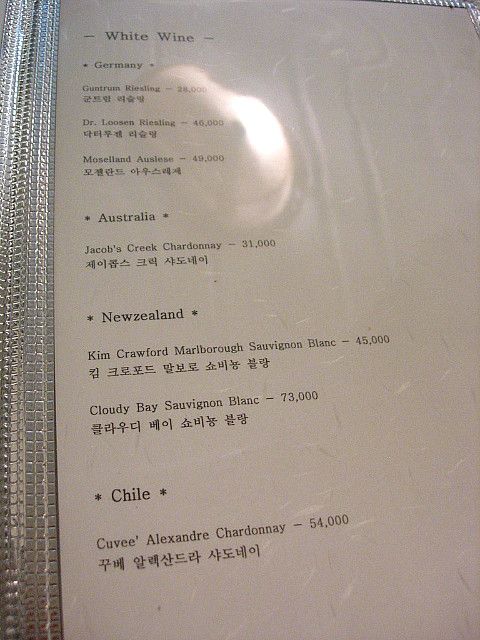 — White Wine —
* Germany *
Guntrum Riesling — 28,000
군트럼 리슬링
Dr. Loosen Riesling — 46,000
닥터루젠 리슬링
Moselland Auslese — 49,000
모젤란드 아우스레제
* Australia *
Jacob's Creek Chardonnay — 31,000
제이콥스 크릭 샤도네이
* Newzealand *
Kim Crawford Marlborough Sauvignon Blanc — 45,000
킴 크로포드 말보로 쇼비뇽 블랑
Cloudy Bay Sauvignon Blanc — 73,000
클라우디 베이 쇼비뇽 블랑
* Chile *
Cuvee' Alexandre Chardonnay — 54,000
꾸베 알랙산드라 샤도네이